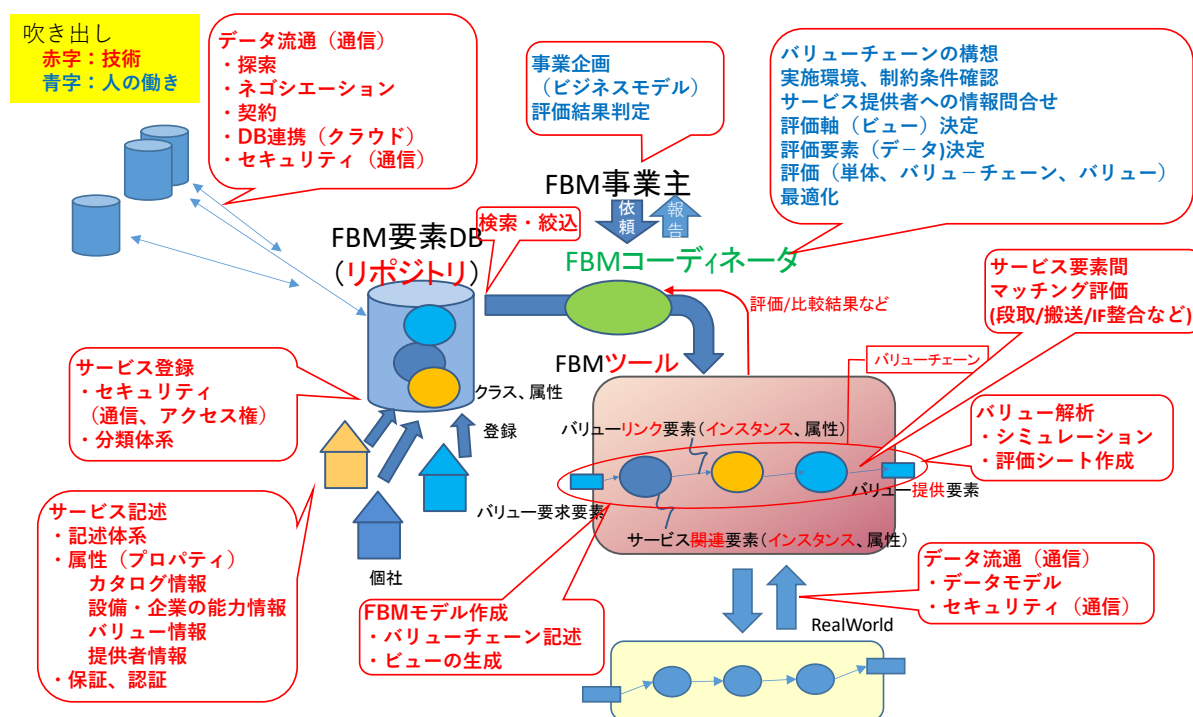 吹き出し
赤字：技術
青字：人の働き
データ流通（通信）
・探索
・ネゴシエーション
・契約
・DB連携（クラウド）
・セキュリティ（通信）
事業企画
（ビジネスモデル）
評価結果判定
バリューチェーンの構想
実施環境、制約条件確認
サービス提供者への情報問合せ
評価軸（ビュー）決定
評価要素（データ)決定
評価（単体、バリューチェーン、バリュー）
最適化
FBM事業主
依頼
報告
検索・絞込
FBM要素DB
（リポジトリ）
FBMコーディネータ
評価/比較結果など
サービス要素間
マッチング評価
(段取/搬送/IF整合など)
FBMツール
バリューチェーン
サービス登録
・セキュリティ
（通信、アクセス権）
・分類体系
クラス、属性
登録
バリューリンク要素（インスタンス、属性）
バリュー解析
・シミュレーション
・評価シート作成
バリュー要求要素
バリュー提供要素
サービス関連要素（インスタンス、属性）
サービス記述
・記述体系
・属性（プロパティ）
カタログ情報
設備・企業の能力情報
バリュー情報
提供者情報
・保証、認証
個社
FBMモデル作成
・バリューチェーン記述
・ビューの生成
データ流通（通信）
・データモデル
・セキュリティ（通信）
RealWorld